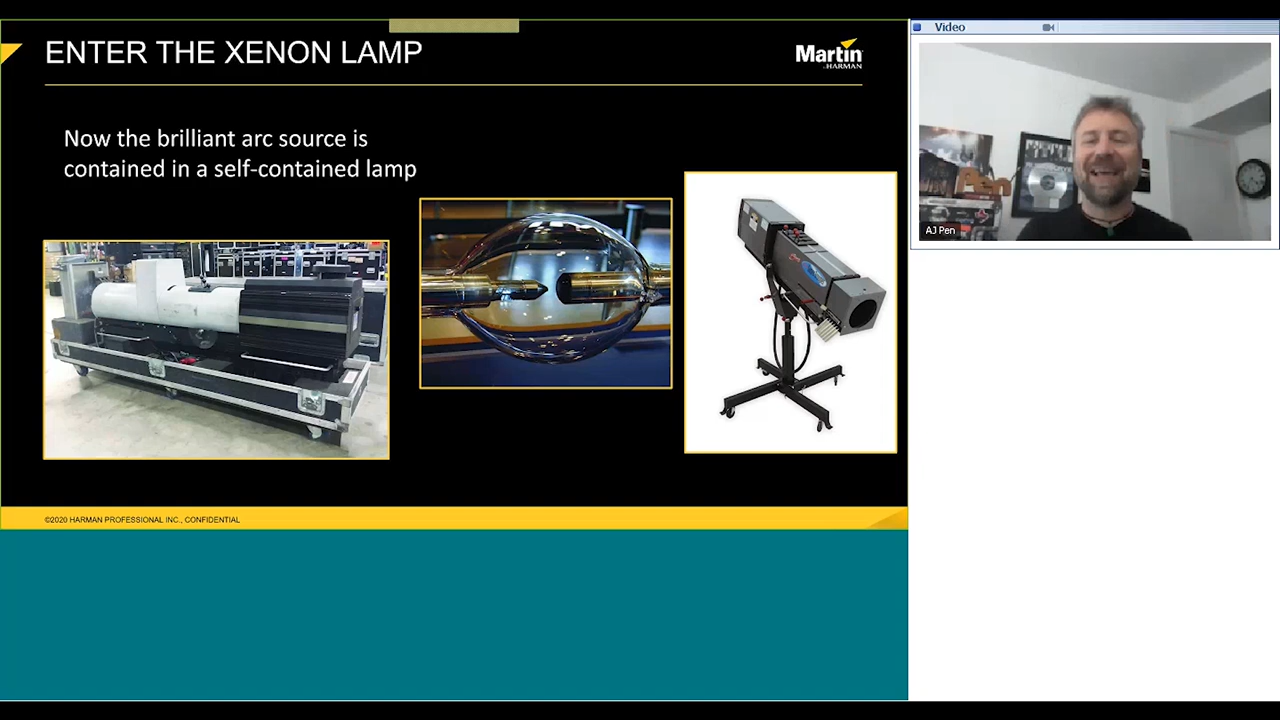 ENTER THE XENON LAMP
Martin
by HARMAN
Now the brilliant arc source is
contained in a self-contained lamp
©2020 HARMAN PROFESSIONAL INC., CONFIDENTIAL
Video
AJ Pen